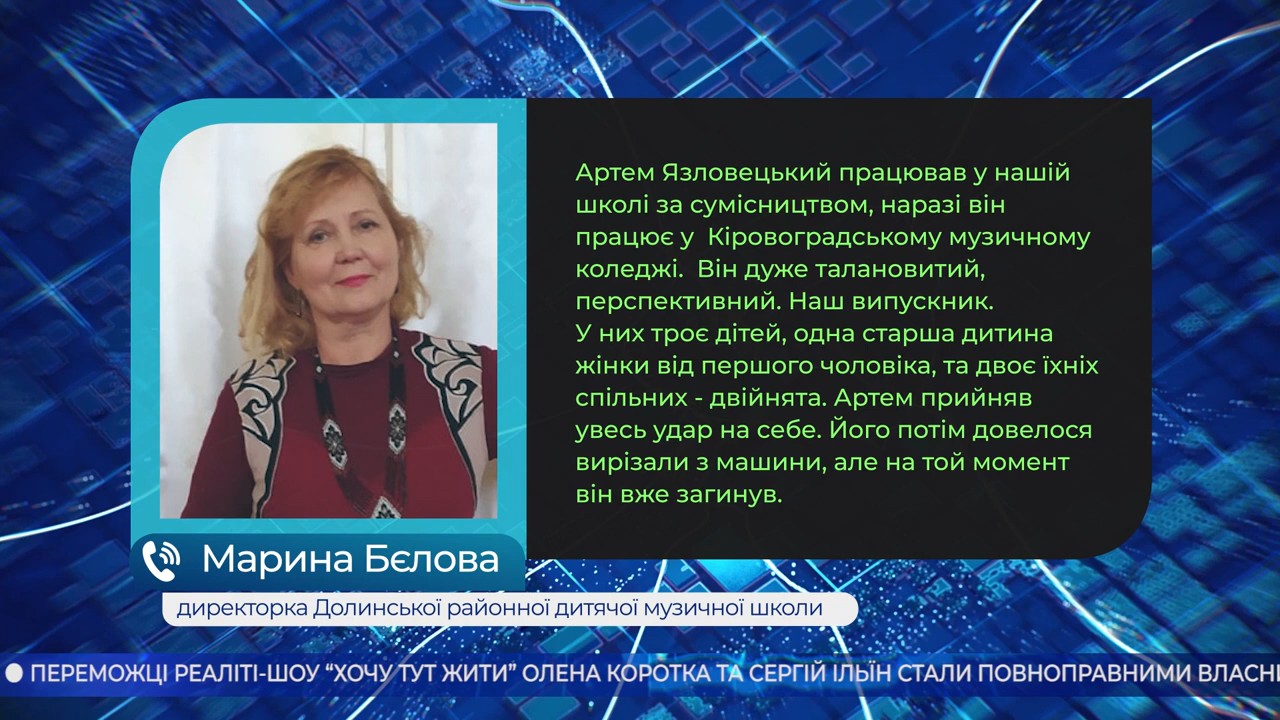 Артем Язловецький працював у нашій
школі за сумісництвом, наразі він
працює у  Кіровоградському музичному
коледжі.  Він дуже талановитий,
перспективний. Наш випускник.
У них троє дітей, одна старша дитина
жінки від першого чоловіка, та двоє їхніх
спільних - двійнята. Артем прийняв
увесь удар на себе. Його потім довелося
вирізали з машини, але на той момент
він вже загинув.
Марина Бєлова
директорка Долинської районної дитячої музичної школи
ПЕРЕМОЖЦІ РЕАЛІТІ-ШОУ “ХОЧУ ТУТ ЖИТИ” ОЛЕНА КОРОТКА ТА СЕРГІЙ ІЛЬЇН СТАЛИ ПОВНОПРАВНИМИ ВЛАСНИ